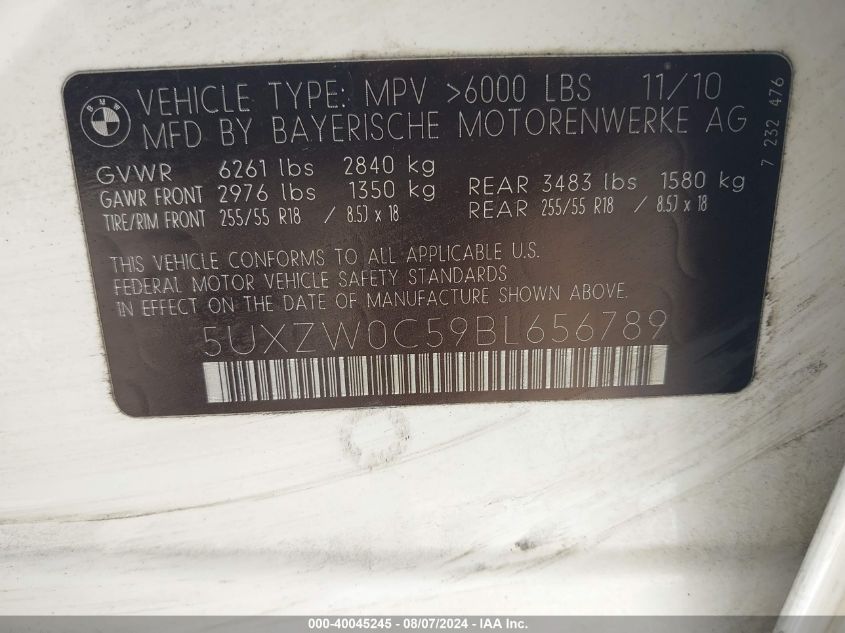 BMW
VEHICLE TYPE: MPV >6000 LBS 11/10
MFD BY BAYERISCHE MOTORENWERKE AG
7 232 476
GVWR 6261 lbs 2840 kg
GAWR FRONT 2976 lbs 1350 kg REAR 3483 lbs 1580 kg
TIRE/RIM FRONT 255/55 R18 / 8.5J x 18 REAR 255/55 R18 / 8.5J x 18
THIS VEHICLE CONFORMS TO ALL APPLICABLE U.S.
FEDERAL MOTOR VEHICLE SAFETY STANDARDS
IN EFFECT ON THE DATE OF MANUFACTURE SHOWN ABOVE.
5UXZW0C59BL656789
000-40045245 - 08/07/2024 - IAA Inc.